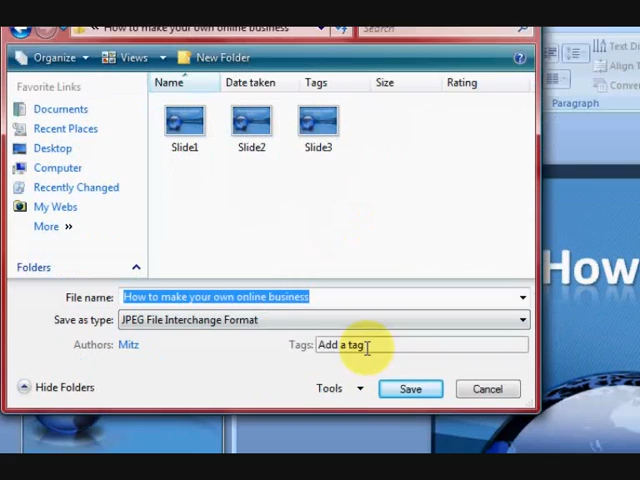 How to make your own online business
Search
Organize Views New Folder
Name Date taken Tags Size Rating
Favorite Links
Documents
Recent Places
Desktop
Computer
Recently Changed
My Webs
More »
Folders
Slide1 Slide2 Slide3
File name: How to make your own online business
Save as type: JPEG File Interchange Format
Authors: Mitz Tags: Add a tag
Hide Folders Tools Save Cancel
Text
Align
Paragraph
How